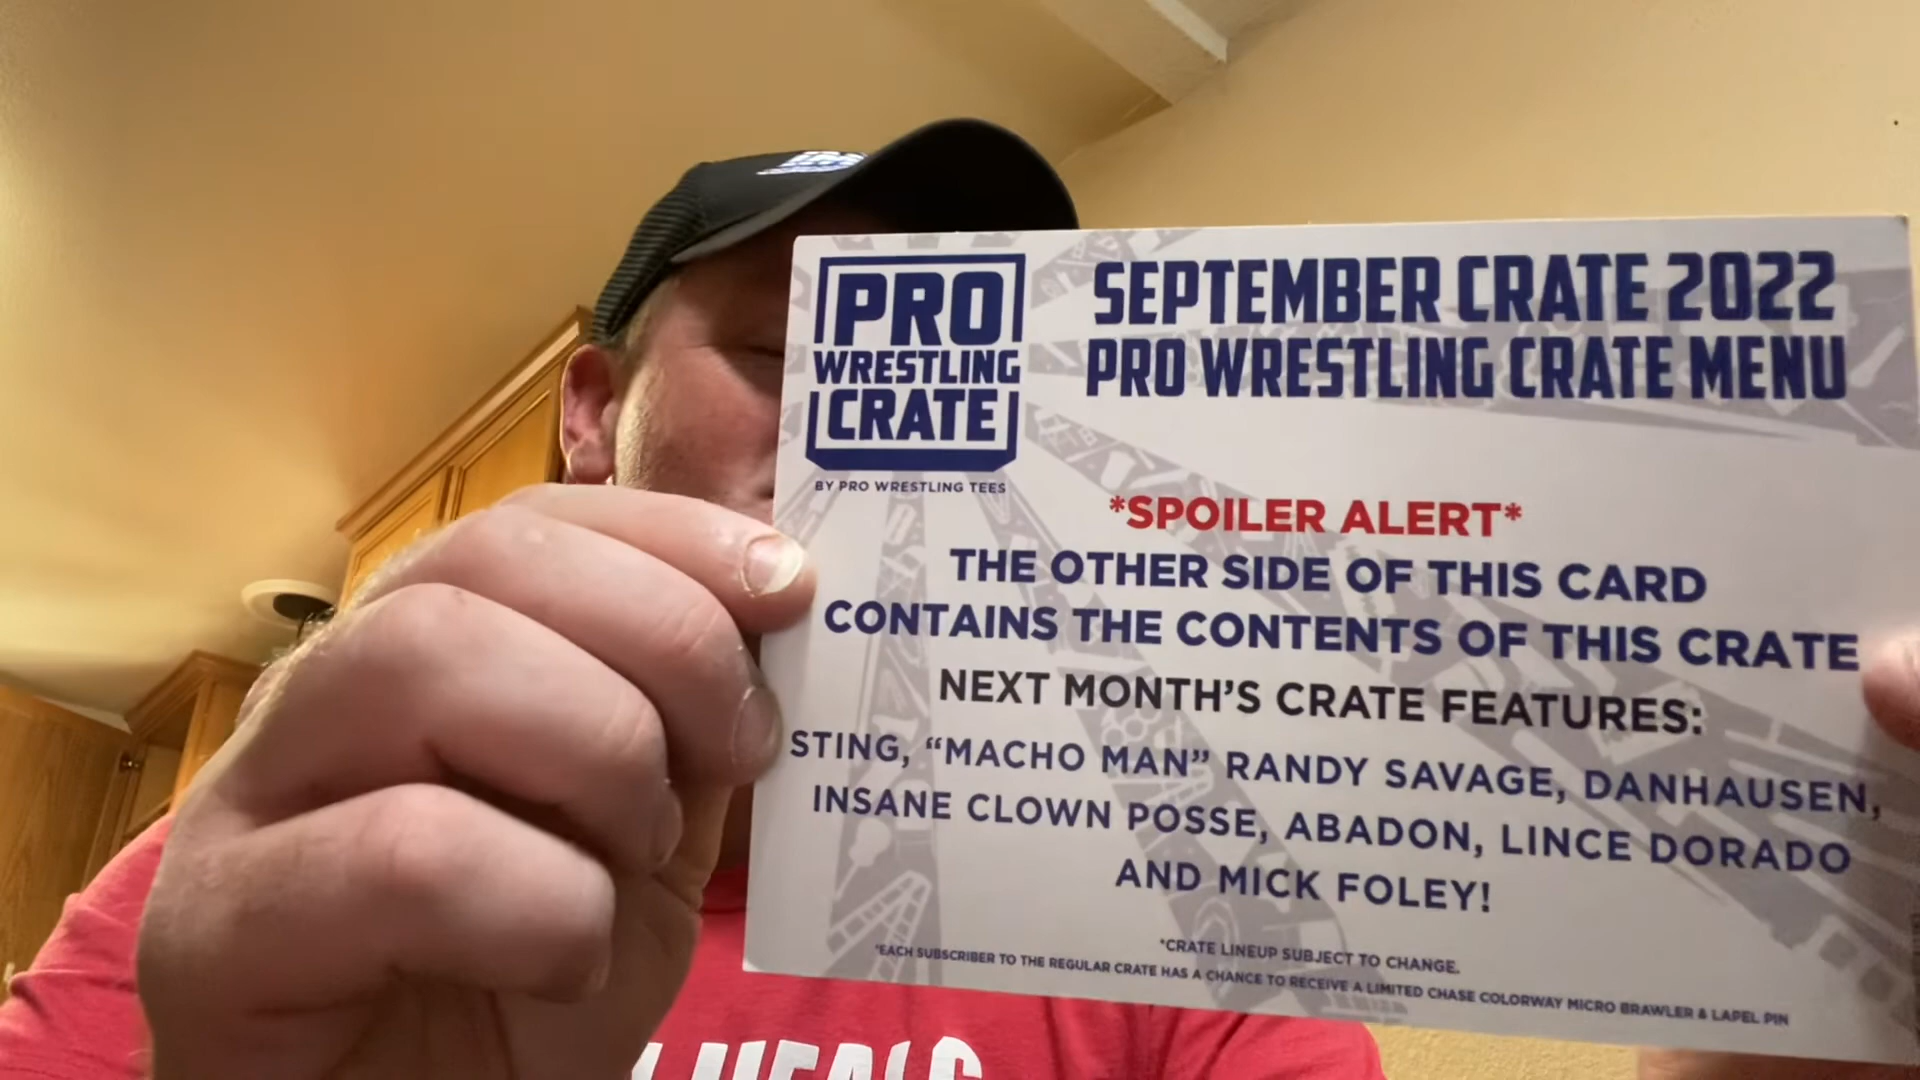 PRO
WRESTLING
CRATE
BY PRO WRESTLING TEES
SEPTEMBER CRATE 2022
PRO WRESTLING CRATE MENU
*SPOILER ALERT*
THE OTHER SIDE OF THIS CARD
CONTAINS THE CONTENTS OF THIS CRATE
NEXT MONTH'S CRATE FEATURES:
STING, “MACHO MAN” RANDY SAVAGE, DANHAUSEN,
INSANE CLOWN POSSE, ABADON, LINCE DORADO
AND MICK FOLEY!
*CRATE LINEUP SUBJECT TO CHANGE.
*EACH SUBSCRIBER TO THE REGULAR CRATE HAS A CHANCE TO RECEIVE A LIMITED CHASE COLORWAY MICRO BRAWLER & LAPEL PIN